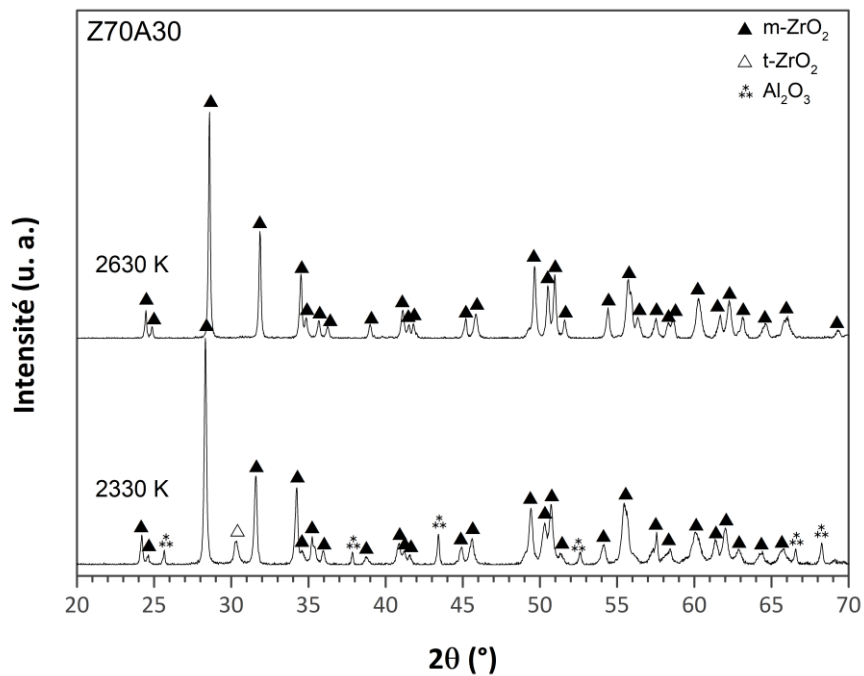 Z70A30
▲ m-ZrO₂
△ t-ZrO₂
⁂ Al₂O₃
2630 K
2330 K
Intensité (u. a.)
20 25 30 35 40 45 50 55 60 65 70
2θ (°)